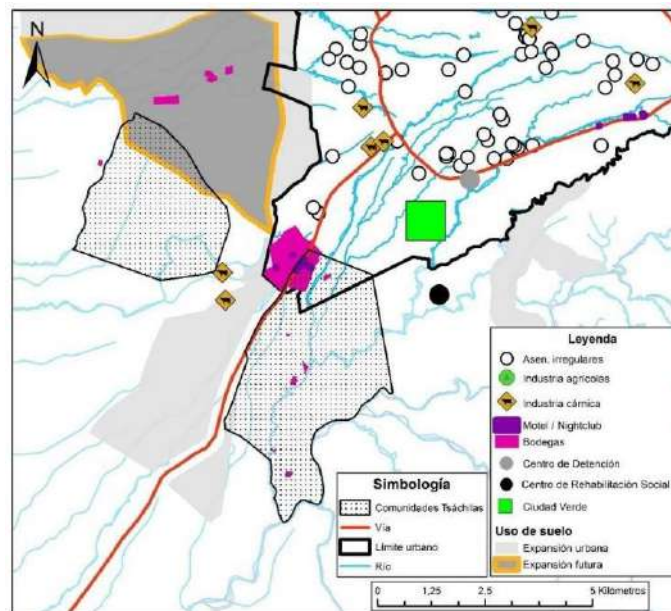 N
Leyenda
Asen. irregulares
Industria agrícolas
Industria cárnica
Motel / Nightclub
Bodegas
Centro de Detención
Centro de Rehabilitación Social
Ciudad Verde
Uso de suelo
Expansión urbana
Expansión futura
Simbología
Comunidades Tsáchilas
Vía
Límite urbano
Río
0 1,25 2,5 5 Kilómetros